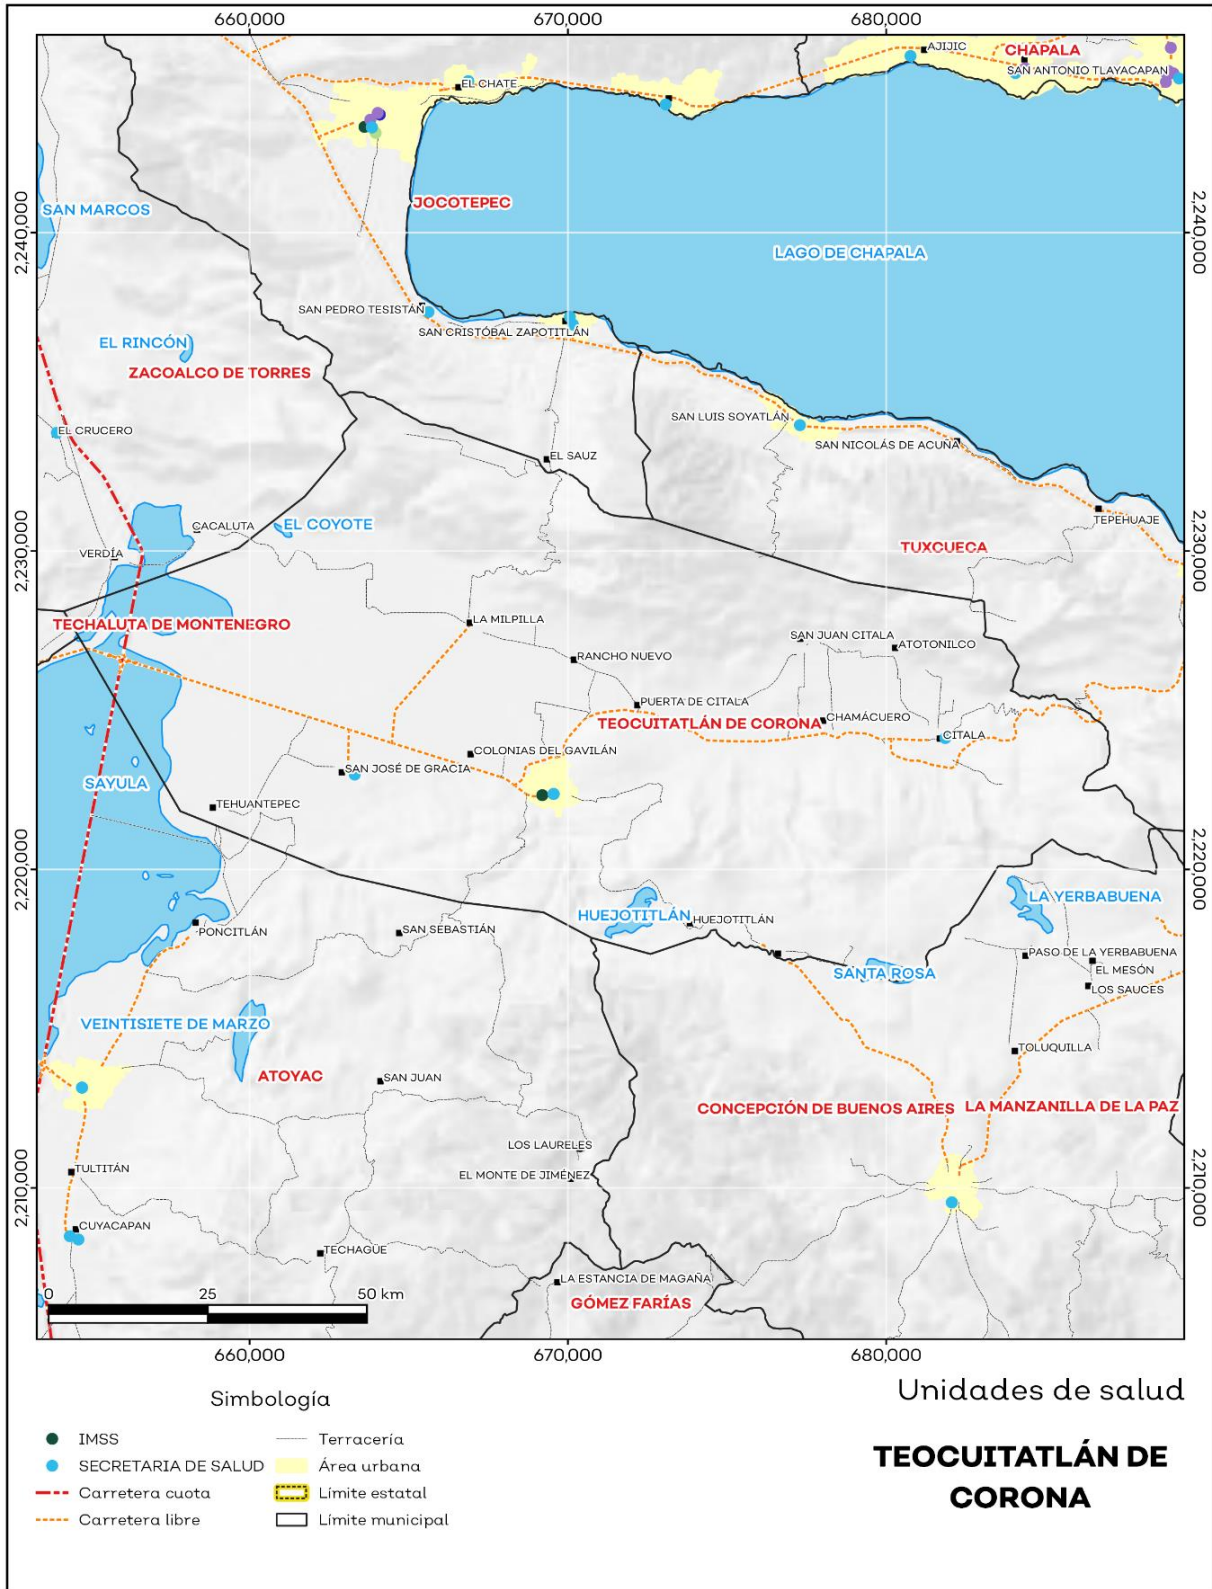 660,000
670,000
680,000
AJIJIC
CHAPALA
SAN ANTONIO TLAYACAPAN
EL CHATE
JOCOTEPEC
SAN MARCOS
2,240,000
2,240,000
LAGO DE CHAPALA
SAN PEDRO TESISTÁN
SAN CRISTÓBAL ZAPOTITLÁN
EL RINCÓN
ZACOALCO DE TORRES
SAN LUIS SOYATLÁN
EL CRUCERO
SAN NICOLÁS DE ACUÑA
EL SAUZ
TEPEHUAJE
CACALUTA
EL COYOTE
VERDÍA
TUXCUECA
2,230,000
2,230,000
TECHALUTA DE MONTENEGRO
LA MILPILLA
SAN JUAN CITALA
ATOTONILCO
RANCHO NUEVO
PUERTA DE CITALA
TEOCUITATLÁN DE CORONA
CHAMÁCUERO
CITALA
COLONIAS DEL GAVILÁN
SAN JOSÉ DE GRACIA
SAYULA
TEHUANTEPEC
2,220,000
2,220,000
LA YERBABUENA
HUEJOTITLÁN
HUEJOTITLÁN
PONCITLÁN
SAN SEBASTIÁN
PASO DE LA YERBABUENA
EL MESÓN
SANTA ROSA
LOS SAUCES
VEINTISIETE DE MARZO
TOLUQUILLA
ATOYAC
SAN JUAN
CONCEPCIÓN DE BUENOS AIRES
LA MANZANILLA DE LA PAZ
LOS LAURELES
EL MONTE DE JIMÉNEZ
TULTITÁN
2,210,000
2,210,000
CUYACAPAN
TECHAGÜE
LA ESTANCIA DE MAGAÑA
GÓMEZ FARÍAS
0
25
50 km
660,000
670,000
680,000
Unidades de salud
TEOCUITATLÁN DE
CORONA
Simbología
IMSS
SECRETARIA DE SALUD
Carretera cuota
Carretera libre
Terracería
Área urbana
Límite estatal
Límite municipal